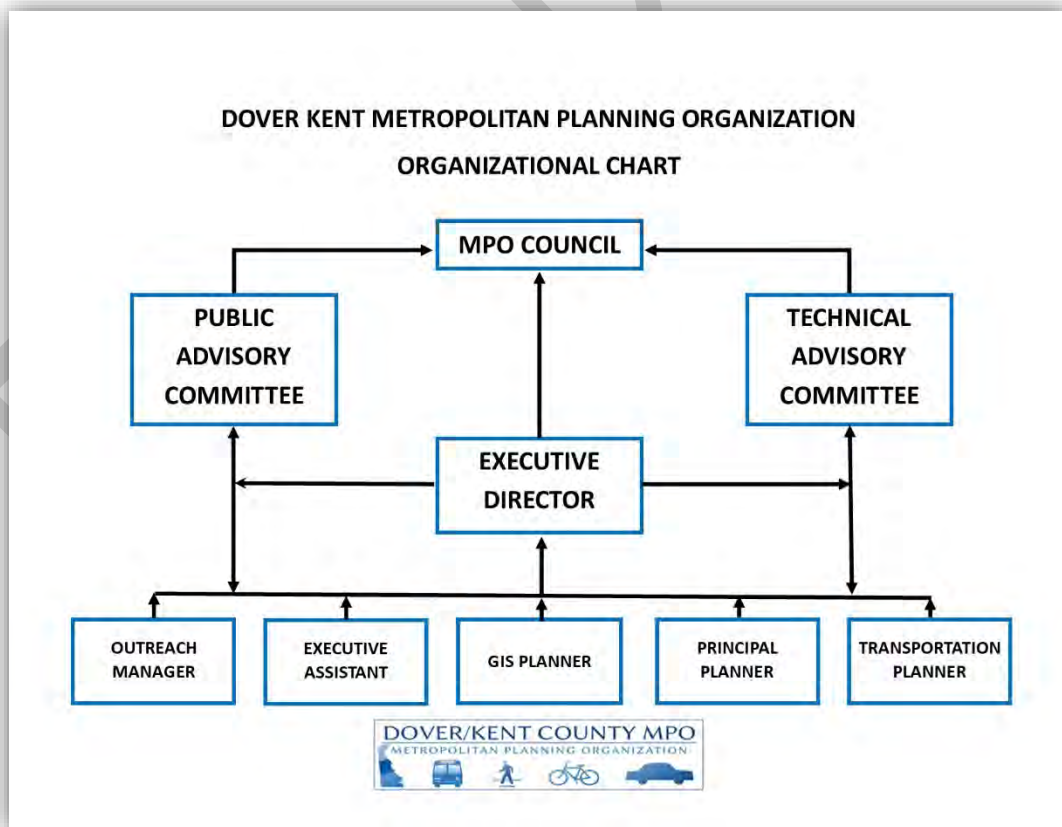 DOVER KENT METROPOLITAN PLANNING ORGANIZATION
ORGANIZATIONAL CHART
MPO COUNCIL
PUBLIC
ADVISORY
COMMITTEE
TECHNICAL
ADVISORY
COMMITTEE
EXECUTIVE
DIRECTOR
OUTREACH
MANAGER
EXECUTIVE
ASSISTANT
GIS PLANNER
PRINCIPAL
PLANNER
TRANSPORTATION
PLANNER
DOVER/KENT COUNTY MPO
METROPOLITAN PLANNING ORGANIZATION